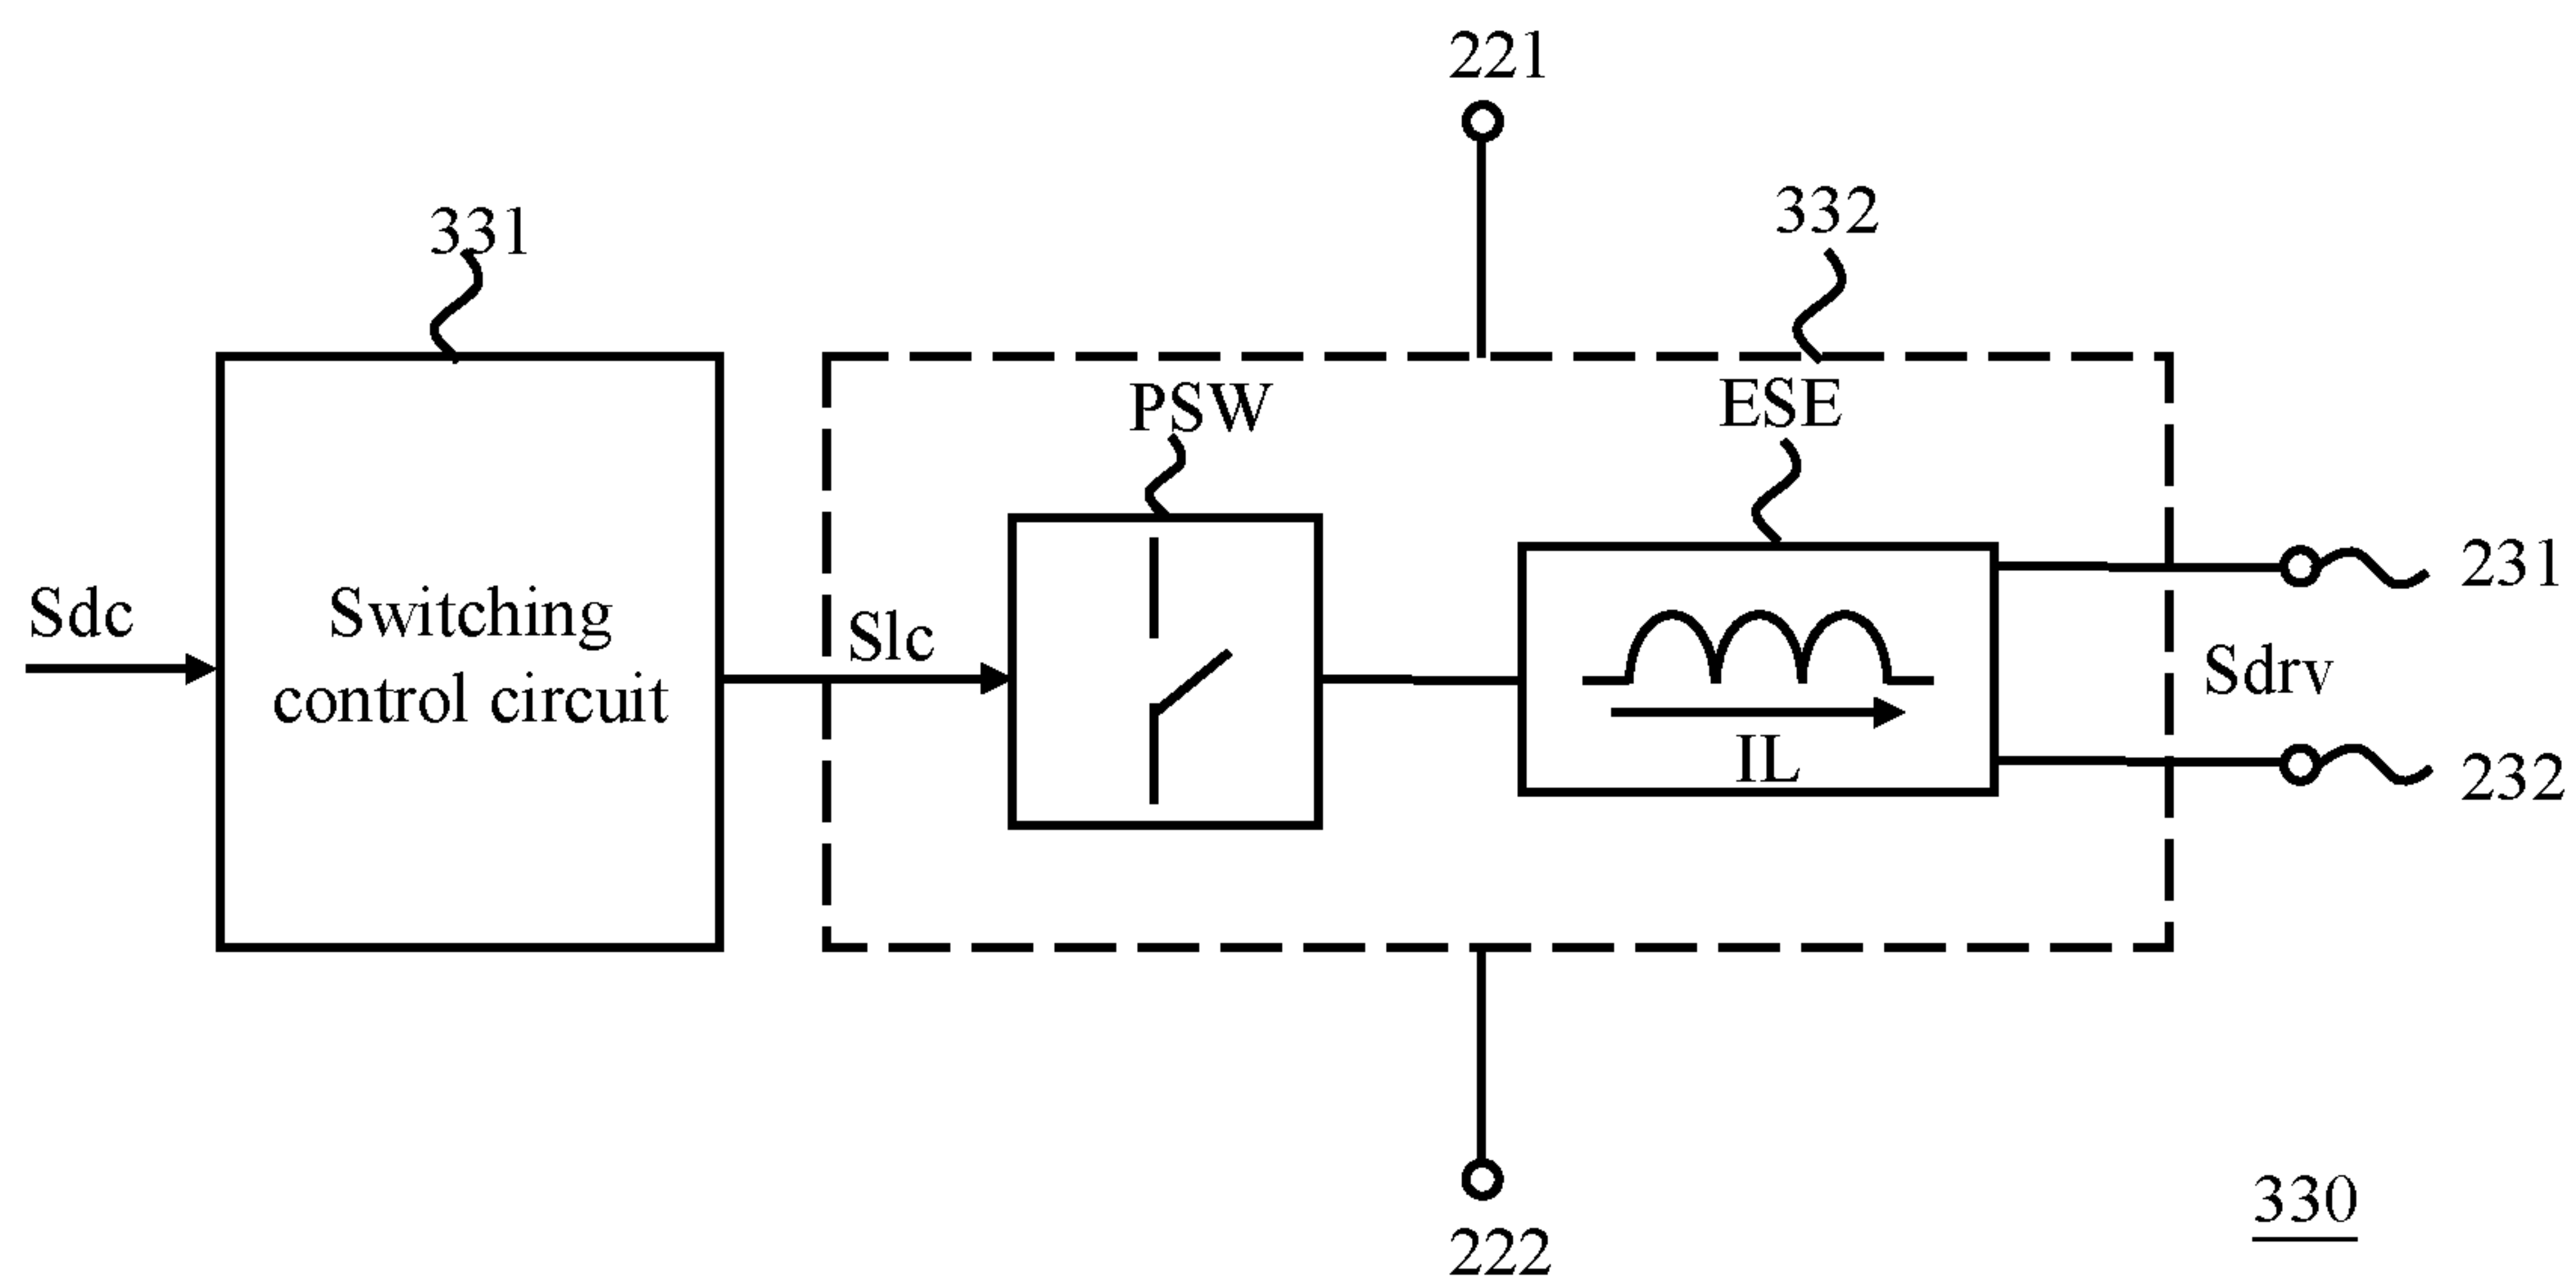 221
331
332
PSW
ESE
Sdc
Switching
control circuit
Slc
IL
231
Sdrv
232
330
222